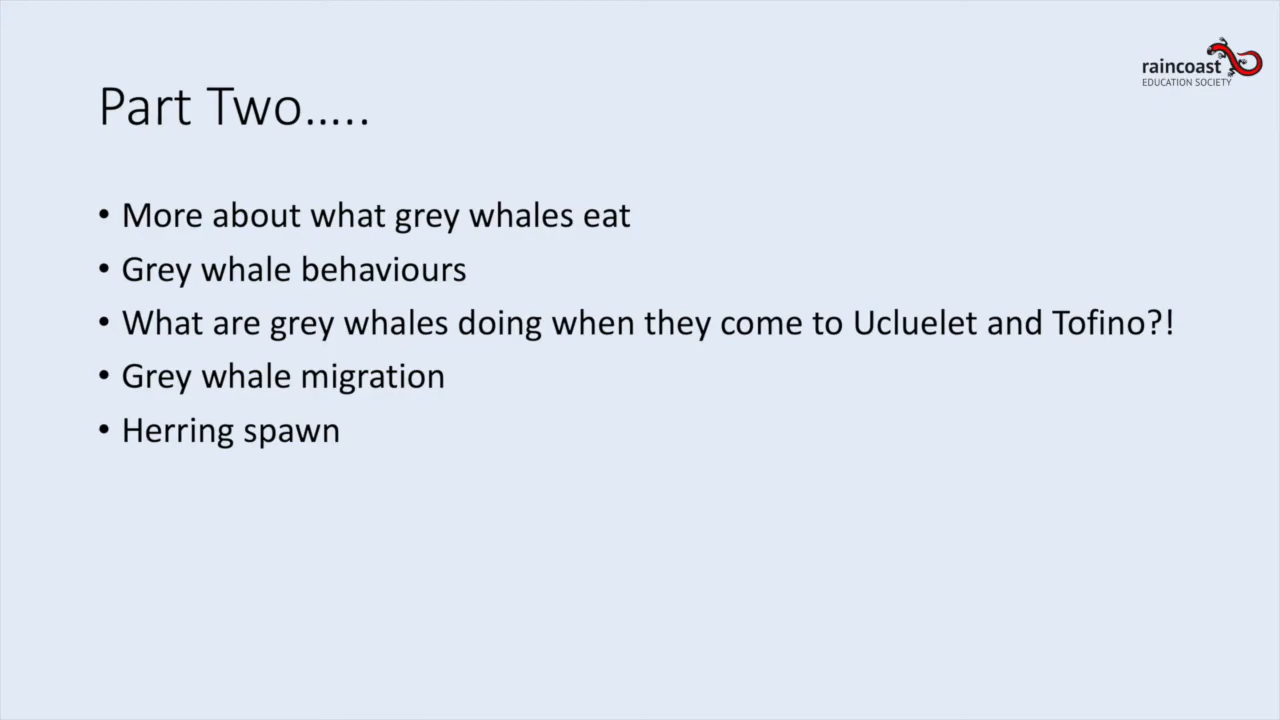 raincoast
EDUCATION SOCIETY
Part Two.....
• More about what grey whales eat
• Grey whale behaviours
• What are grey whales doing when they come to Ucluelet and Tofino?!
• Grey whale migration
• Herring spawn